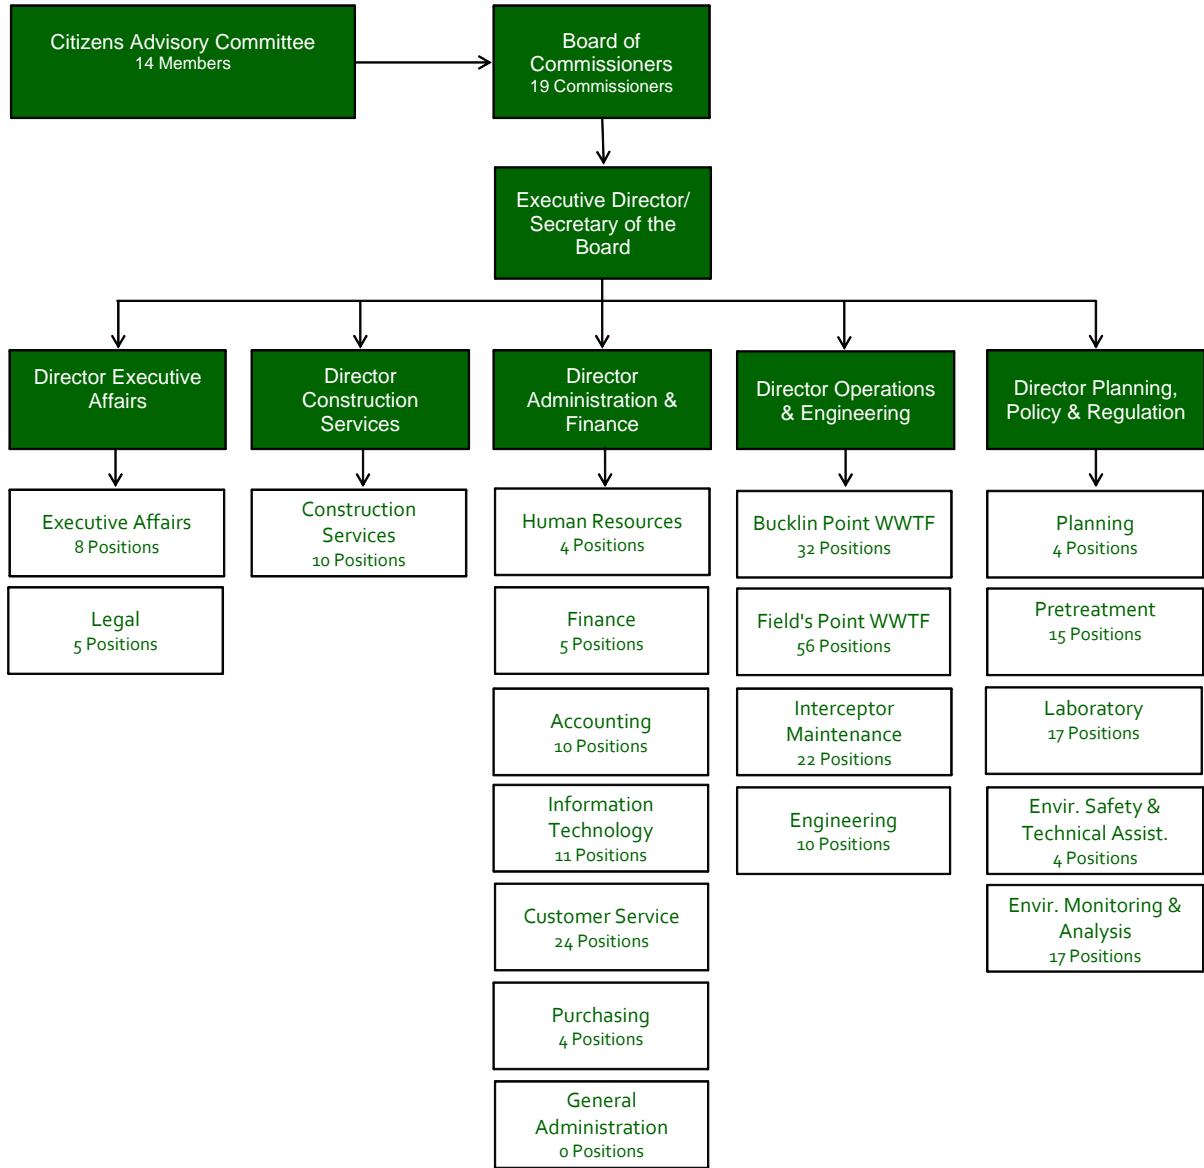 Citizens Advisory Committee
14 Members
Board of
Commissioners
19 Commissioners
Executive Director/
Secretary of the
Board
Director Executive
Affairs
Director
Construction
Services
Director
Administration &
Finance
Director Operations
& Engineering
Director Planning,
Policy & Regulation
Executive Affairs
8 Positions
Legal
5 Positions
Construction
Services
10 Positions
Human Resources
4 Positions
Finance
5 Positions
Accounting
10 Positions
Information
Technology
11 Positions
Customer Service
24 Positions
Purchasing
4 Positions
General
Administration
0 Positions
Bucklin Point WWTF
32 Positions
Field's Point WWTF
56 Positions
Interceptor
Maintenance
22 Positions
Engineering
10 Positions
Planning
4 Positions
Pretreatment
15 Positions
Laboratory
17 Positions
Envir. Safety &
Technical Assist.
4 Positions
Envir. Monitoring &
Analysis
17 Positions